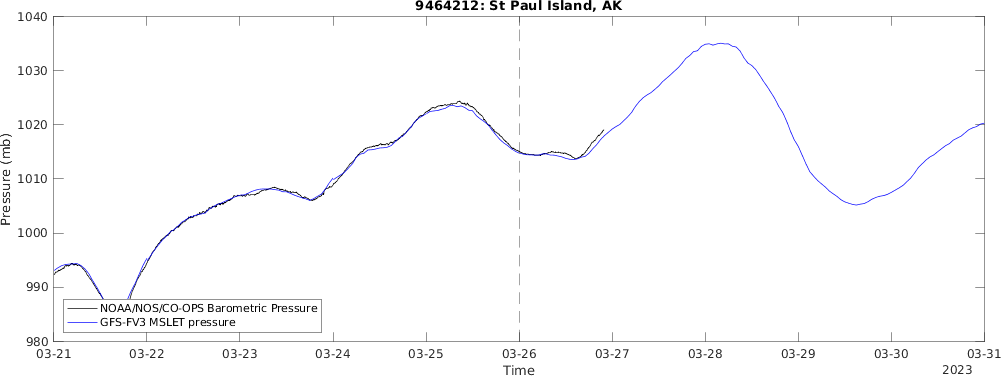 9464212: St Paul Island, AK
1040
1030
1020
1010
1000
990
980
Pressure (mb)
NOAA/NOS/CO-OPS Barometric Pressure
GFS-FV3 MSLET pressure
03-21 03-22 03-23 03-24 03-25 03-26 03-27 03-28 03-29 03-30 03-31
Time
2023